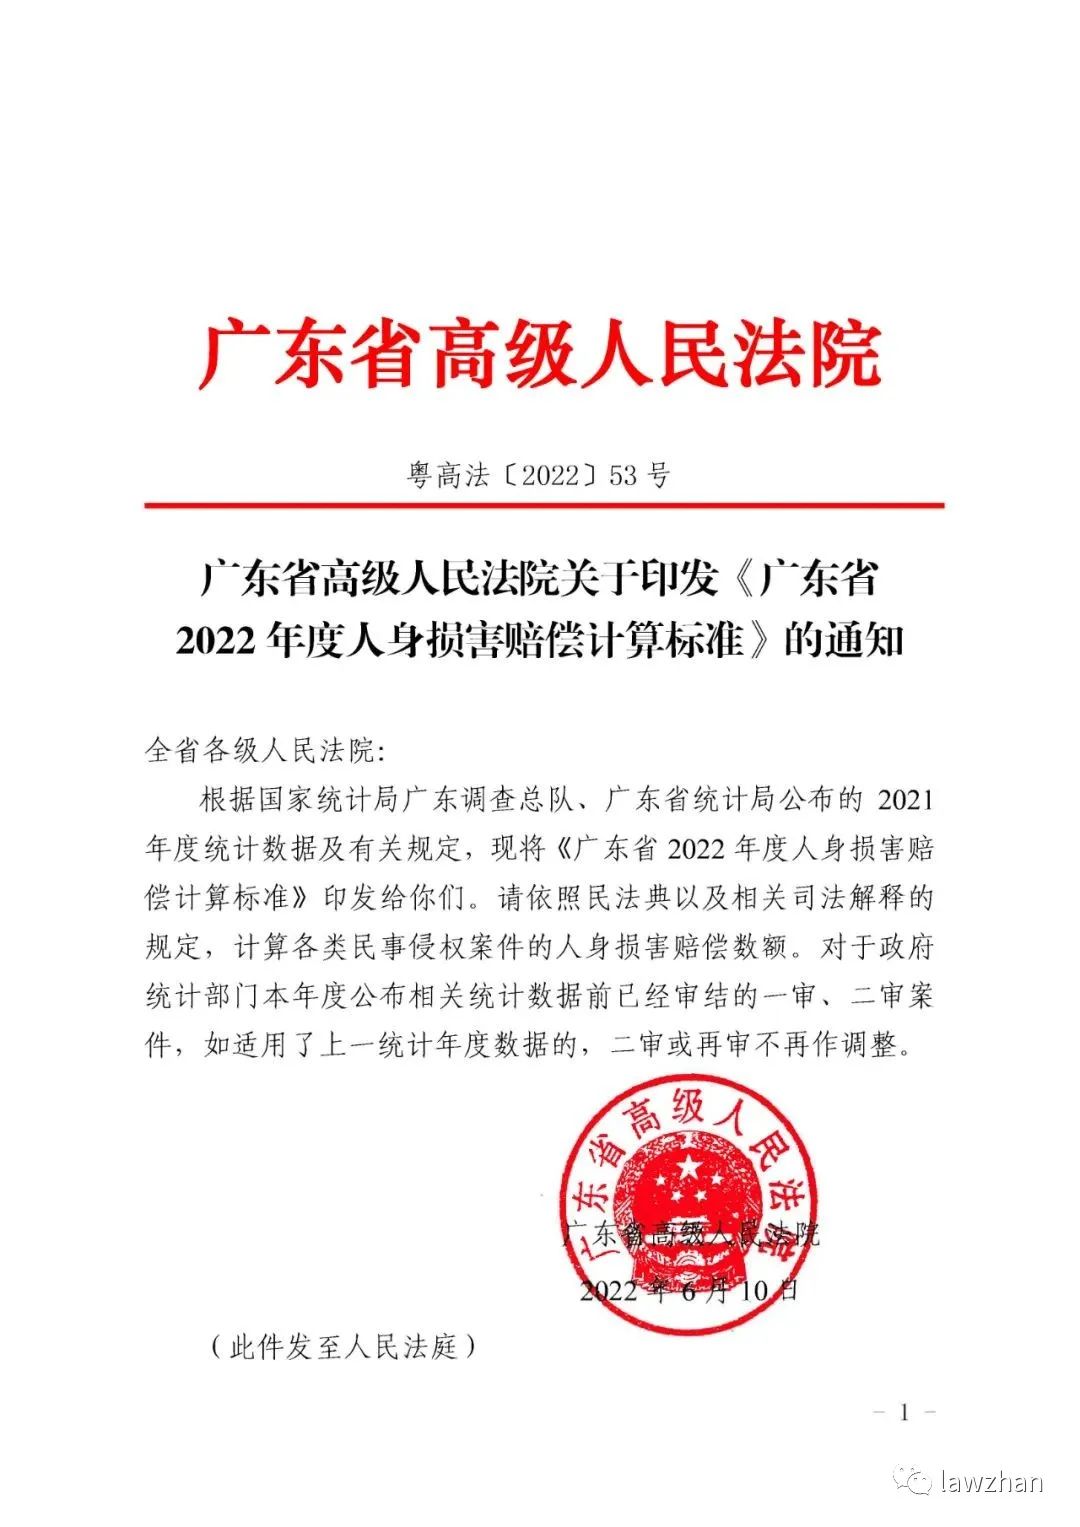 广东省高级人民法院
粤高法〔2022〕53 号
广东省高级人民法院关于印发《广东省
2022 年度人身损害赔偿计算标准》的通知
全省各级人民法院:
根据国家统计局广东调查总队、广东省统计局公布的 2021
年度统计数据及有关规定，现将《广东省 2022 年度人身损害赔
偿计算标准》印发给你们。请依照民法典以及相关司法解释的
规定，计算各类民事侵权案件的人身损害赔偿数额。对于政府
统计部门本年度公布相关统计数据前已经审结的一审、二审案
件，如适用了上一统计年度数据的，二审或再审不再作调整。
广东省高级人民法院
广东省高级人民法院
2022 年 6 月 10 日
（此件发至人民法庭）
– 1 –
lawzhan